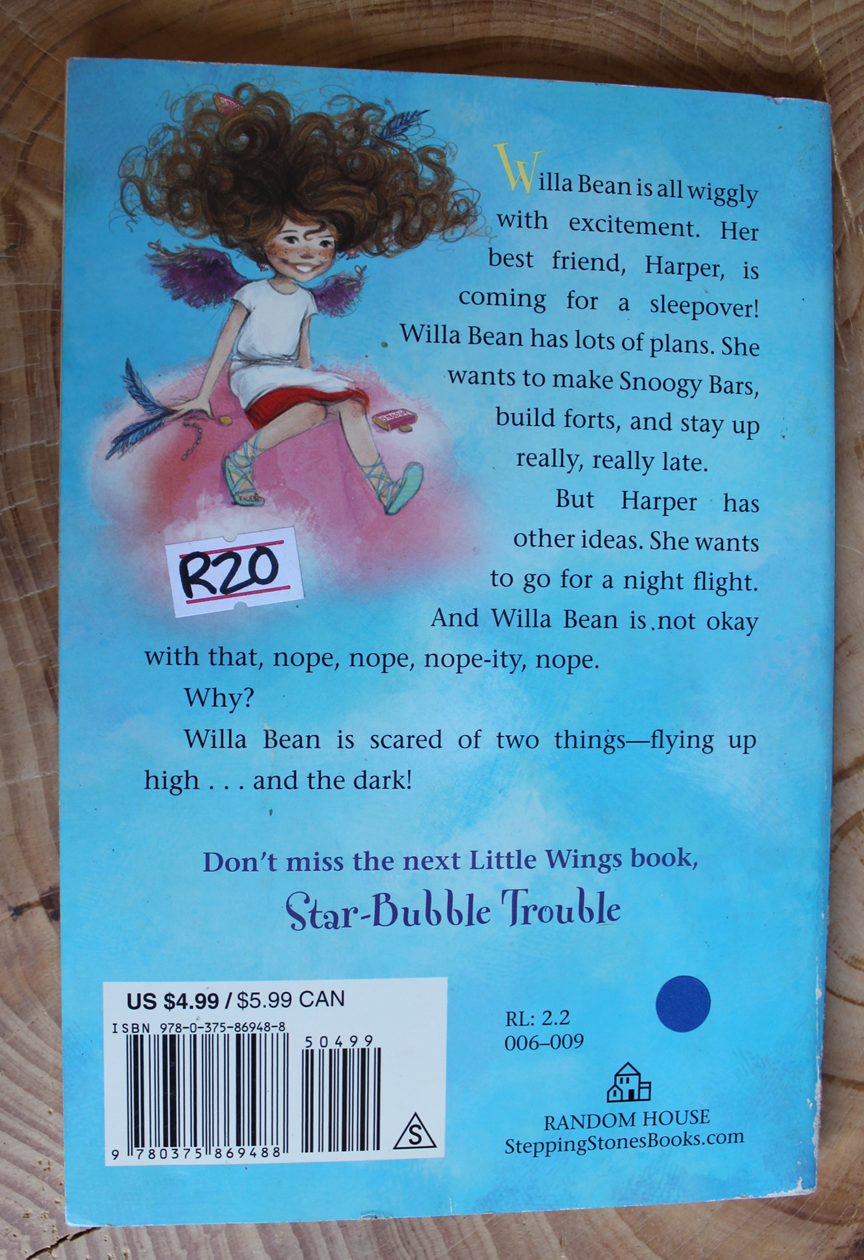 Willa Bean is all wiggly
with excitement. Her
best friend, Harper, is
coming for a sleepover!
Willa Bean has lots of plans. She
wants to make Snoogy Bars,
build forts, and stay up
really, really late.
But Harper has
other ideas. She wants
to go for a night flight.
And Willa Bean is not okay
with that, nope, nope, nope-ity, nope.
Why?
Willa Bean is scared of two things—flying up
high . . . and the dark!
R20
Don't miss the next Little Wings book,
Star-Bubble Trouble
US $4.99 / $5.99 CAN
ISBN 978-0-375-86948-8
50499
9 780375 869488
S
RL: 2.2
006–009
RANDOM HOUSE
SteppingStonesBooks.com